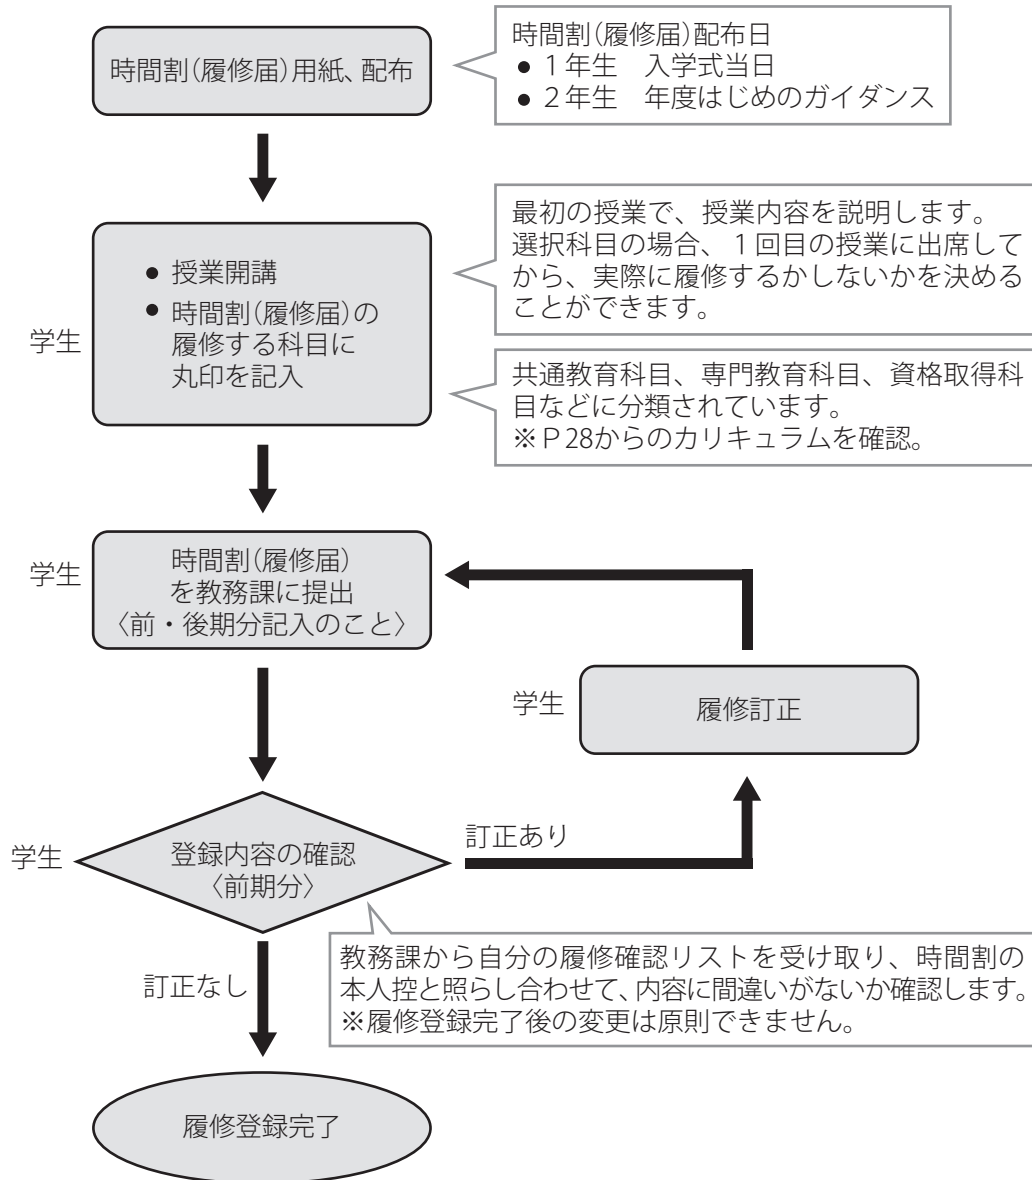 時間割(履修届)用紙、配布
時間割(履修届)配布日
● 1年生　入学式当日
● 2年生　年度はじめのガイダンス
学生
● 授業開講
● 時間割(履修届)の
履修する科目に
丸印を記入
最初の授業で、授業内容を説明します。
選択科目の場合、1回目の授業に出席して
から、実際に履修するかしないかを決める
ことができます。
共通教育科目、専門教育科目、資格取得科
目などに分類されています。
※P28からのカリキュラムを確認。
学生
時間割(履修届)
を教務課に提出
〈前・後期分記入のこと〉
学生
履修訂正
学生
登録内容の確認
〈前期分〉
訂正あり
教務課から自分の履修確認リストを受け取り、時間割の
本人控と照らし合わせて、内容に間違いがないか確認します。
※履修登録完了後の変更は原則できません。
訂正なし
履修登録完了